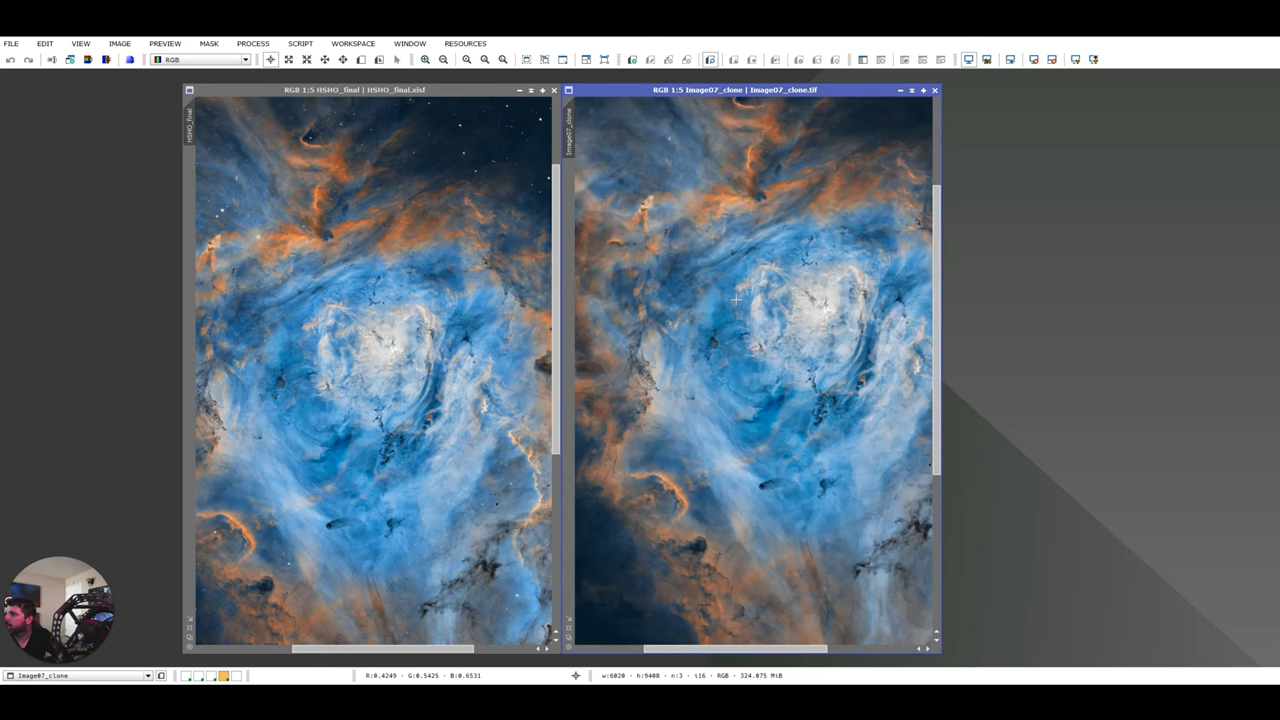 FILE EDIT VIEW IMAGE PREVIEW MASK PROCESS SCRIPT WORKSPACE WINDOW RESOURCES
RGB
RGB 1:5 HSHO_final | HSHO_final.xisf
RGB 1:5 Image07_clone | Image07_clone.tif
HSHO_final
Image07_clone
Image07_clone
R:0.4249 · G:0.5425 · B:0.6531
w:6020 · h:9408 · n:3 · i16 · RGB · 324.075 MiB